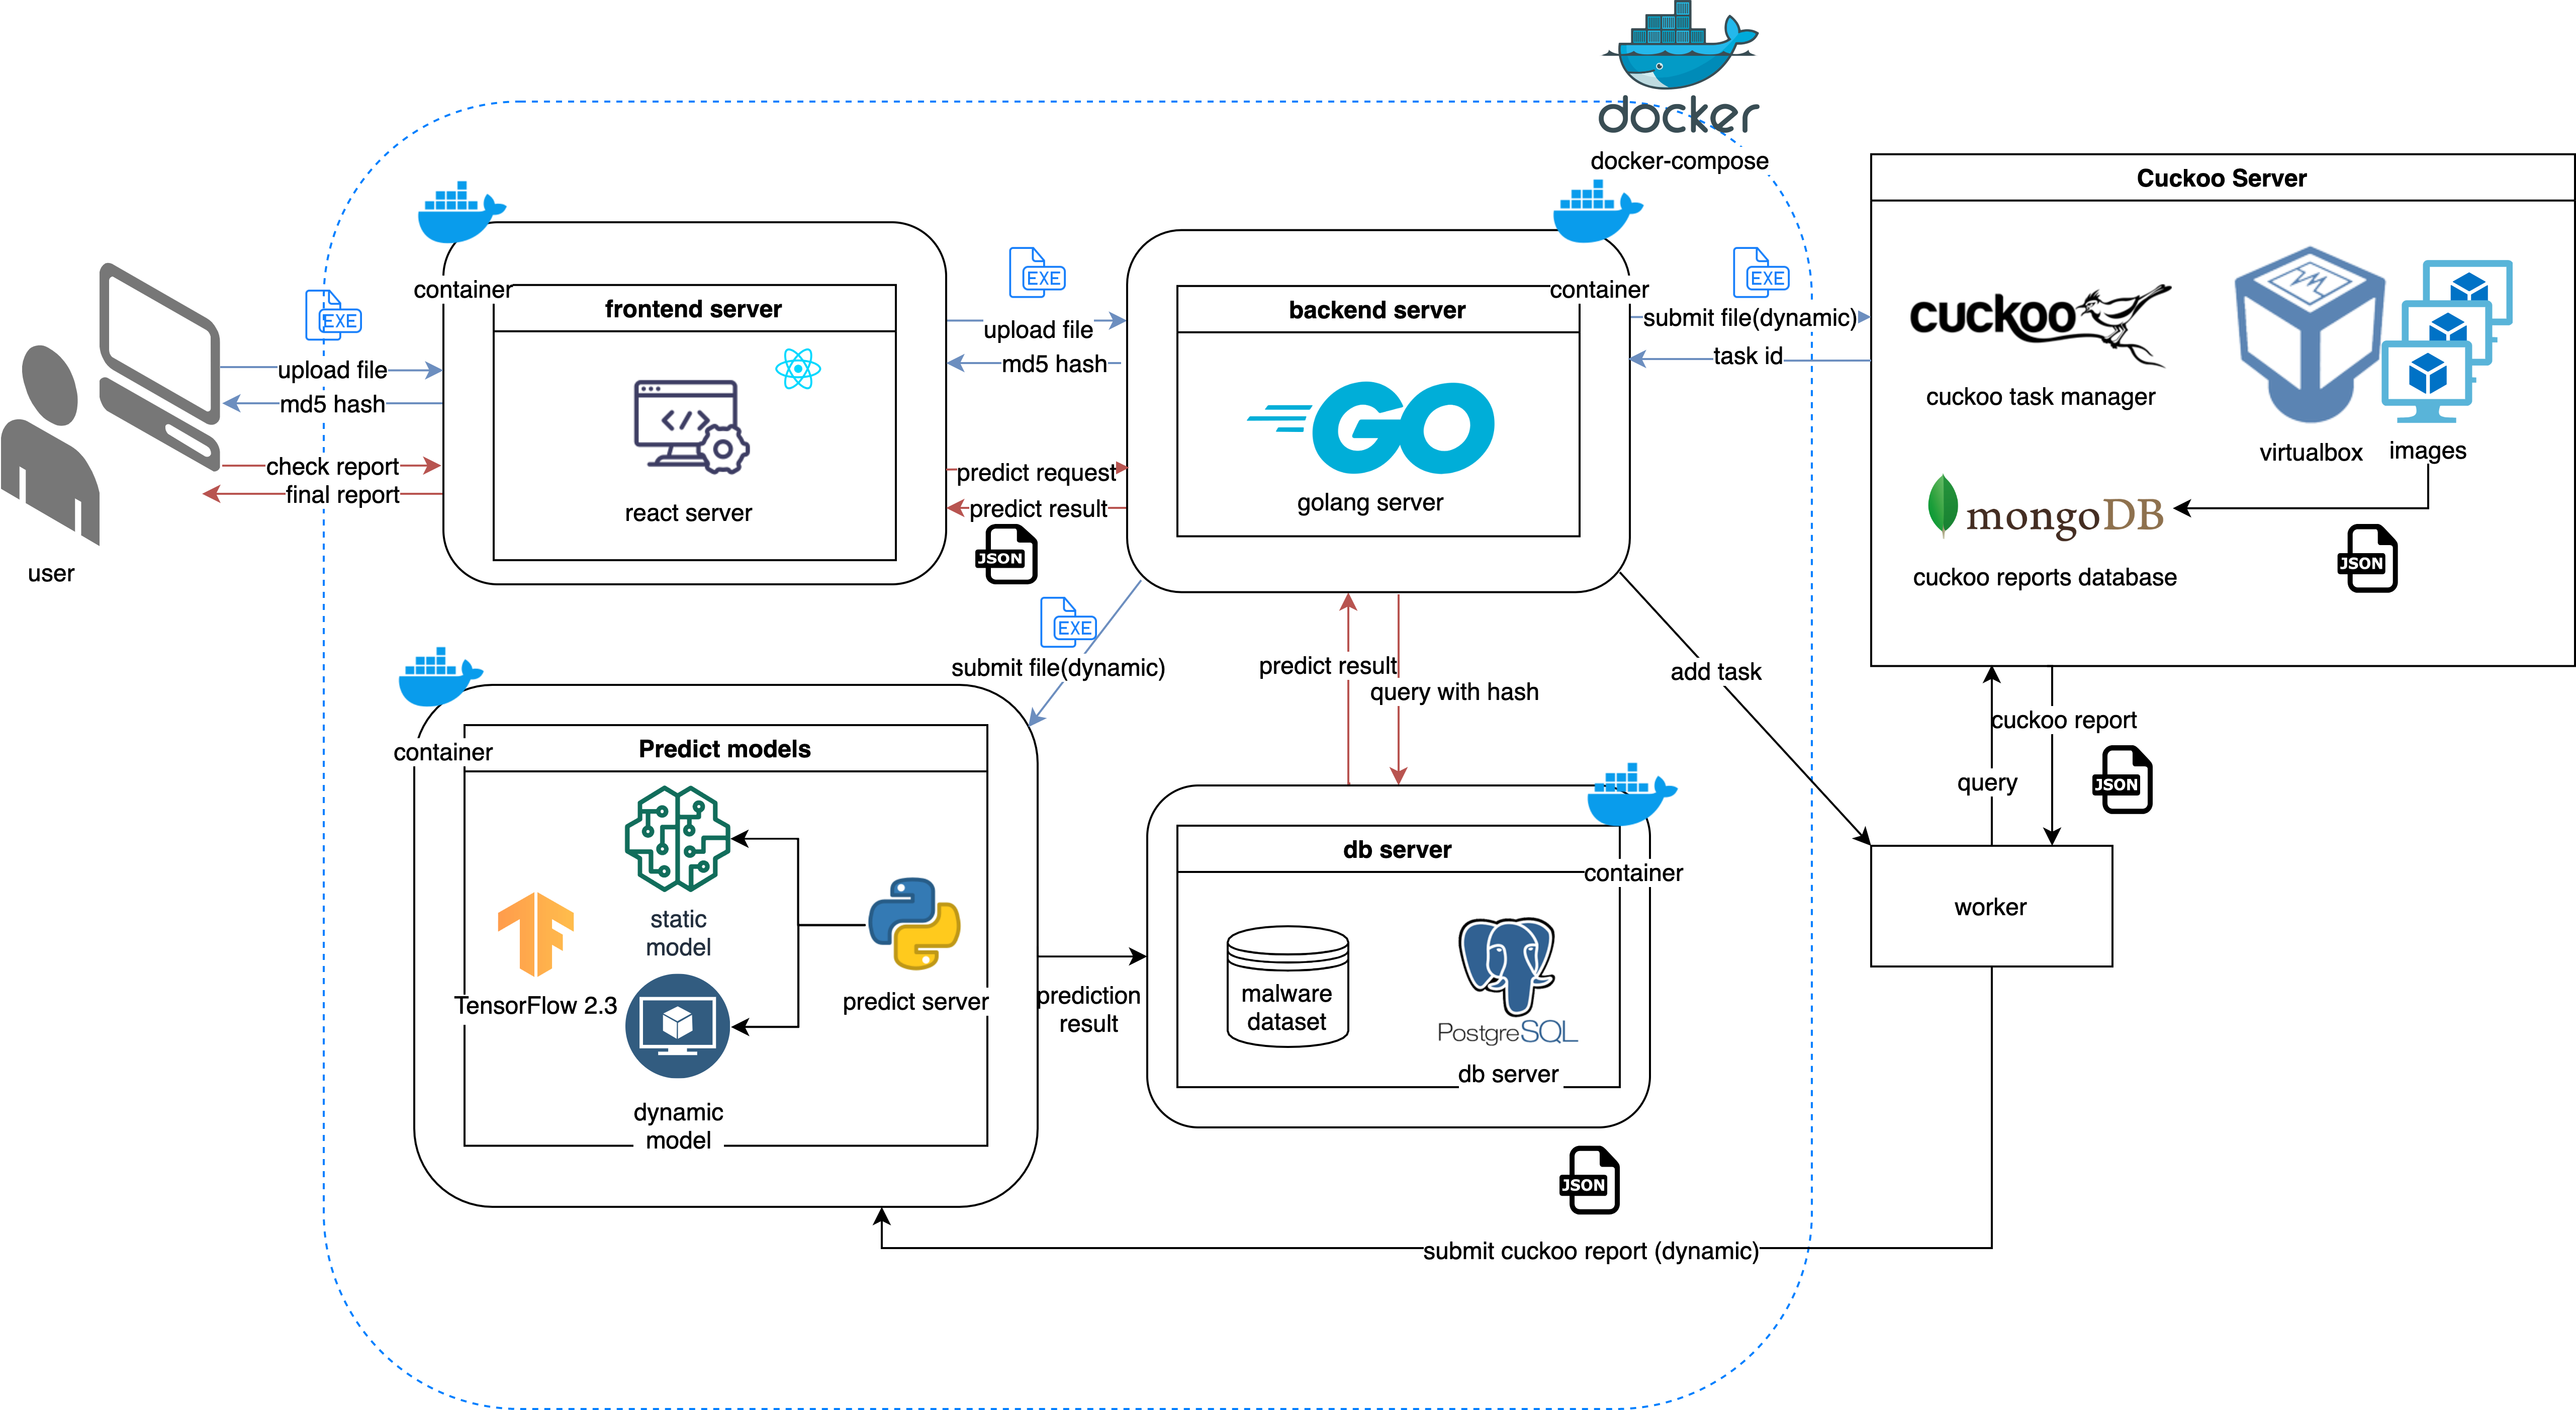 docker
docker-compose
Cuckoo Server
container
frontend server
react server
container
backend server
GO
golang server
EXE
upload file
md5 hash
check report
final report
user
EXE
upload file
md5 hash
predict request
predict result
JSON
EXE
submit file(dynamic)
task id
cuckoo
cuckoo task manager
virtualbox
images
mongoDB
cuckoo reports database
JSON
EXE
submit file(dynamic)
predict result
query with hash
add task
cuckoo report
query
JSON
worker
container
Predict models
static
model
TensorFlow 2.3
predict server
dynamic
model
prediction
result
container
db server
malware
dataset
PostgreSQL
db server
JSON
submit cuckoo report (dynamic)